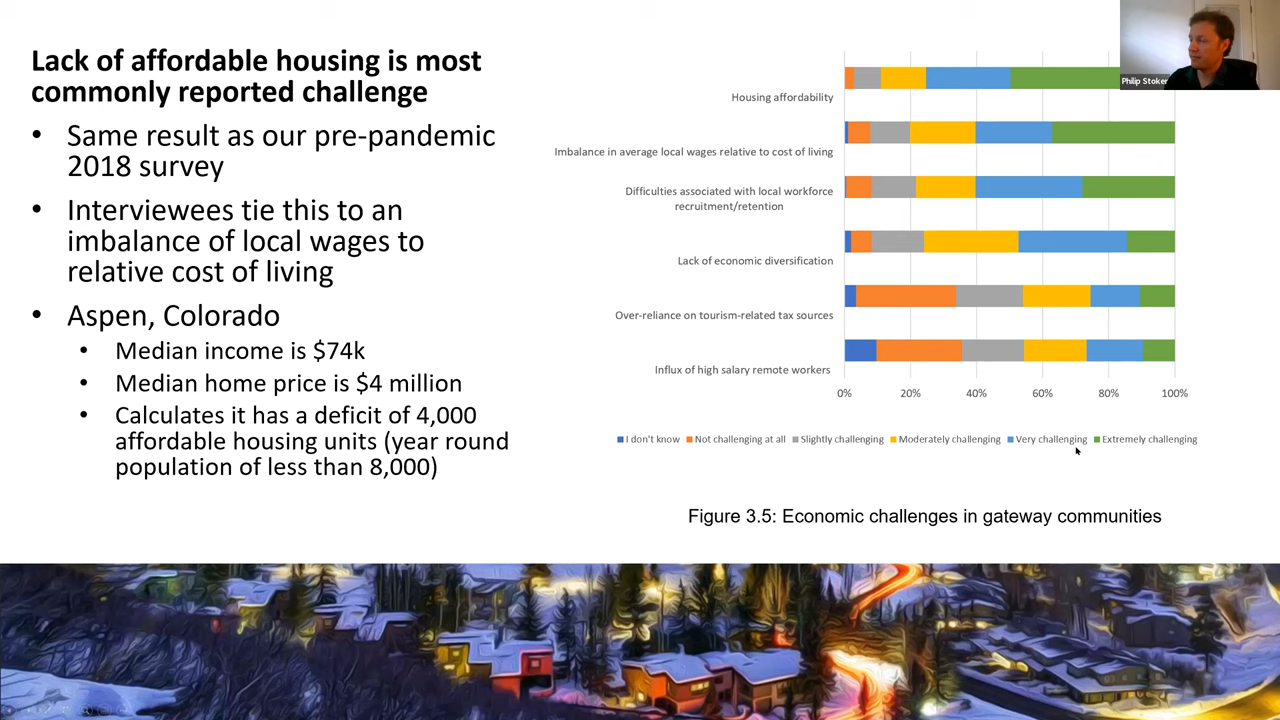 Lack of affordable housing is most
commonly reported challenge
• Same result as our pre-pandemic
2018 survey
• Interviewees tie this to an
imbalance of local wages to
relative cost of living
• Aspen, Colorado
• Median income is $74k
• Median home price is $4 million
• Calculates it has a deficit of 4,000
affordable housing units (year round
population of less than 8,000)
Philip Stoker
Housing affordability
Imbalance in average local wages relative to cost of living
Difficulties associated with local workforce
recruitment/retention
Lack of economic diversification
Over-reliance on tourism-related tax sources
Influx of high salary remote workers
0% 20% 40% 60% 80% 100%
I don't know Not challenging at all Slightly challenging Moderately challenging Very challenging Extremely challenging
Figure 3.5: Economic challenges in gateway communities